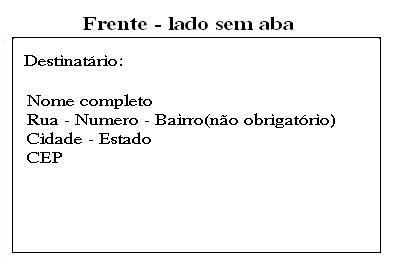 Frente - lado sem aba
Destinatário:
Nome completo
Rua - Numero - Bairro(não obrigatório)
Cidade - Estado
CEP